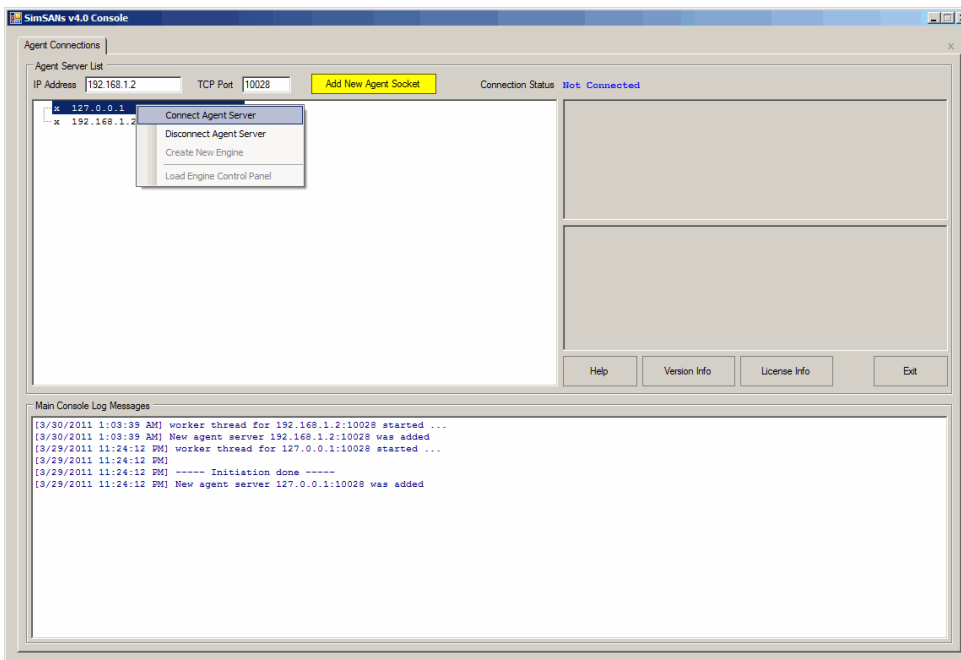 SimSANs v4.0 Console
Agent Connections
x
Agent Server List
IP Address 192.168.1.2 TCP Port 10028 Add New Agent Socket Connection Status Not Connected
x 127.0.0.1
x 192.168.1.2
Connect Agent Server
Disconnect Agent Server
Create New Engine
Load Engine Control Panel
Help Version Info License Info Exit
Main Console Log Messages
[3/30/2011 1:03:39 AM] worker thread for 192.168.1.2:10028 started ...
[3/30/2011 1:03:39 AM] New agent server 192.168.1.2:10028 was added
[3/29/2011 11:24:12 PM] worker thread for 127.0.0.1:10028 started ...
[3/29/2011 11:24:12 PM]
[3/29/2011 11:24:12 PM] ----- Initiation done -----
[3/29/2011 11:24:12 PM] New agent server 127.0.0.1:10028 was added